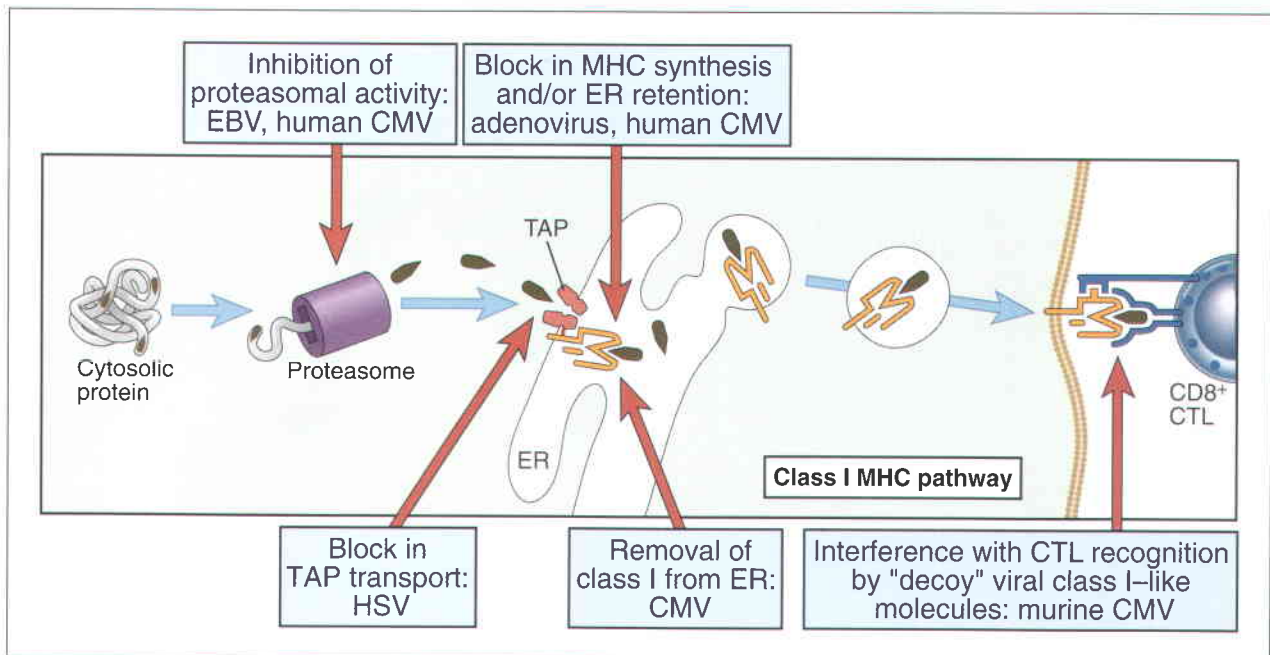 Inhibition of
proteasomal activity:
EBV, human CMV
Block in MHC synthesis
and/or ER retention:
adenovirus, human CMV
TAP
Cytosolic
protein
Proteasome
ER
CD8+
CTL
Class I MHC pathway
Block in
TAP transport:
HSV
Removal of
class I from ER:
CMV
Interference with CTL recognition
by "decoy" viral class I–like
molecules: murine CMV